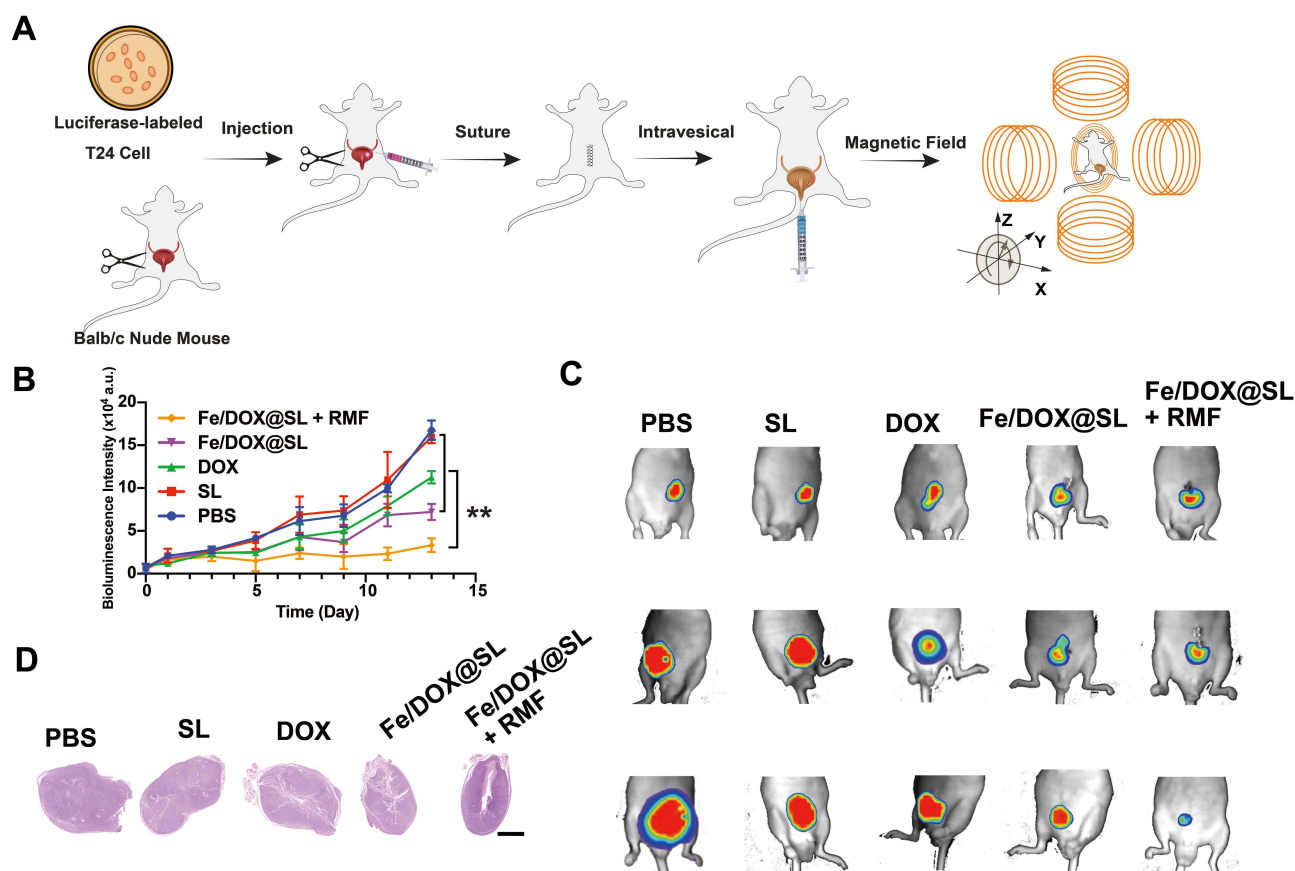 A
Luciferase-labeled
T24 Cell
Balb/c Nude Mouse
Injection
Suture
Intravesical
Magnetic Field
Z
Y
X
B
Bioluminescence Intensity (x10⁴ a.u.)
20
15
10
5
0
0
5
10
15
Time (Day)
Fe/DOX@SL + RMF
Fe/DOX@SL
DOX
SL
PBS
**
C
PBS
SL
DOX
Fe/DOX@SL
Fe/DOX@SL
+ RMF
D
PBS
SL
DOX
Fe/DOX@SL
Fe/DOX@SL
+ RMF